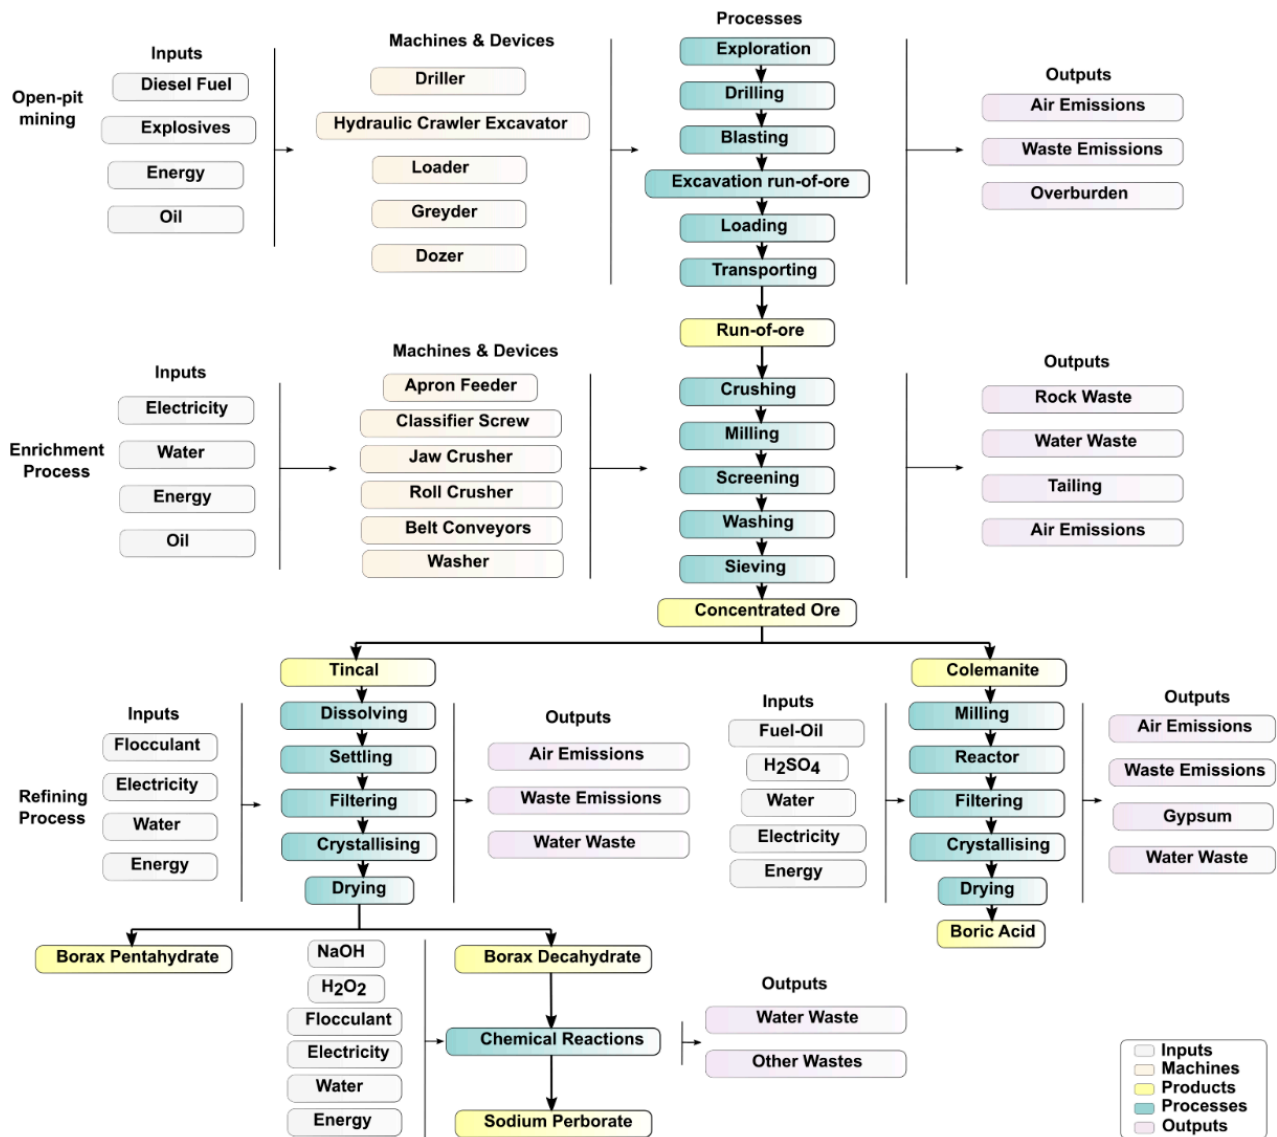 Processes
Inputs
Machines & Devices
Exploration
Outputs
Open-pit
mining
Diesel Fuel
Explosives
Energy
Oil
Driller
Hydraulic Crawler Excavator
Loader
Greyder
Dozer
Drilling
Blasting
Excavation run-of-ore
Loading
Transporting
Air Emissions
Waste Emissions
Overburden
Run-of-ore
Enrichment
Process
Inputs
Electricity
Water
Energy
Oil
Machines & Devices
Apron Feeder
Classifier Screw
Jaw Crusher
Roll Crusher
Belt Conveyors
Washer
Crushing
Milling
Screening
Washing
Sieving
Outputs
Rock Waste
Water Waste
Tailing
Air Emissions
Concentrated Ore
Refining
Process
Inputs
Flocculant
Electricity
Water
Energy
Tincal
Dissolving
Settling
Filtering
Crystallising
Drying
Outputs
Air Emissions
Waste Emissions
Water Waste
Inputs
Fuel-Oil
H2SO4
Water
Electricity
Energy
Colemanite
Milling
Reactor
Filtering
Crystallising
Drying
Boric Acid
Outputs
Air Emissions
Waste Emissions
Gypsum
Water Waste
Borax Pentahydrate
NaOH
H2O2
Flocculant
Electricity
Water
Energy
Borax Decahydrate
Chemical Reactions
Sodium Perborate
Outputs
Water Waste
Other Wastes
Inputs
Machines
Products
Processes
Outputs